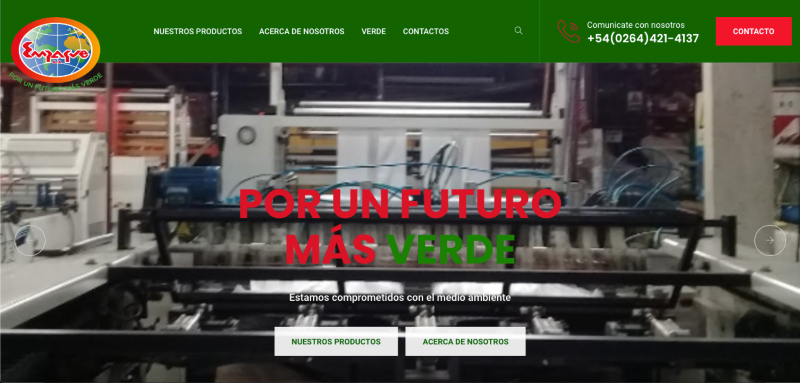 NUESTROS PRODUCTOS
ACERCA DE NOSOTROS
VERDE
CONTACTOS
Comunicate con nosotros
+54(0264)421-4137
CONTACTO
Empaque
POR UN FUTURO MÁS VERDE
POR UN FUTURO
MÁS VERDE
Estamos comprometidos con el medio ambiente
NUESTROS PRODUCTOS
ACERCA DE NOSOTROS